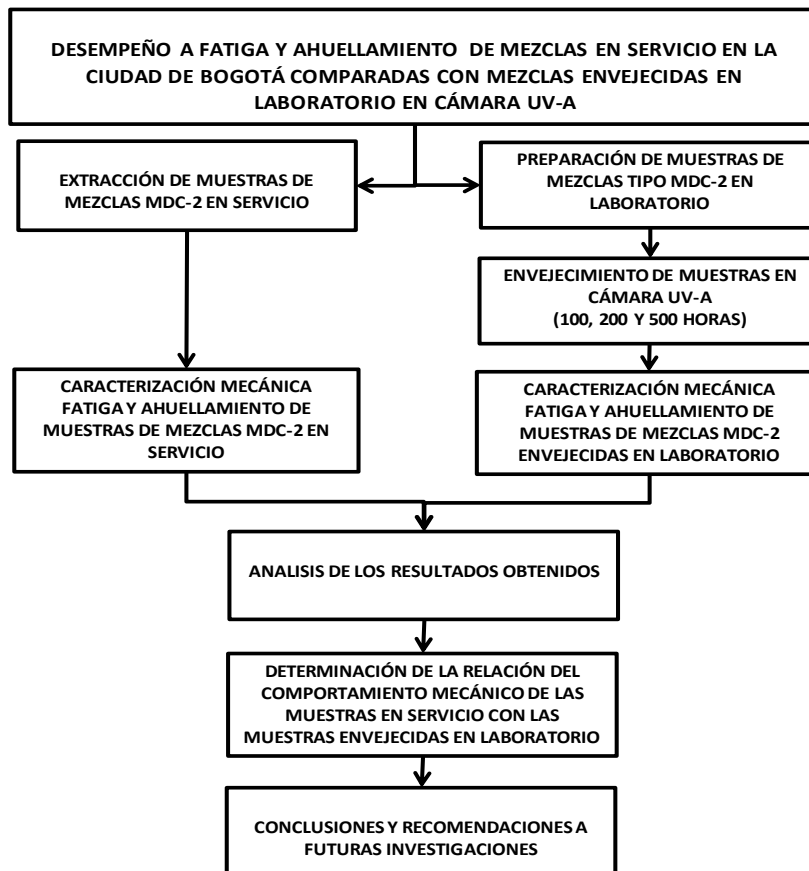 DESEMPEÑO A FATIGA Y AHUELLAMIENTO DE MEZCLAS EN SERVICIO EN LA
CIUDAD DE BOGOTÁ COMPARADAS CON MEZCLAS ENVEJECIDAS EN
LABORATORIO EN CÁMARA UV-A
EXTRACCIÓN DE MUESTRAS DE
MEZCLAS MDC-2 EN SERVICIO
PREPARACIÓN DE MUESTRAS DE
MEZCLAS TIPO MDC-2 EN
LABORATORIO
ENVEJECIMIENTO DE MUESTRAS EN
CÁMARA UV-A
(100, 200 Y 500 HORAS)
CARACTERIZACIÓN MECÁNICA
FATIGA Y AHUELLAMIENTO DE
MUESTRAS DE MEZCLAS MDC-2 EN
SERVICIO
CARACTERIZACIÓN MECÁNICA
FATIGA Y AHUELLAMIENTO DE
MUESTRAS DE MEZCLAS MDC-2
ENVEJECIDAS EN LABORATORIO
ANALISIS DE LOS RESULTADOS OBTENIDOS
DETERMINACIÓN DE LA RELACIÓN DEL
COMPORTAMIENTO MECÁNICO DE LAS
MUESTRAS EN SERVICIO CON LAS
MUESTRAS ENVEJECIDAS EN LABORATORIO
CONCLUSIONES Y RECOMENDACIONES A
FUTURAS INVESTIGACIONES